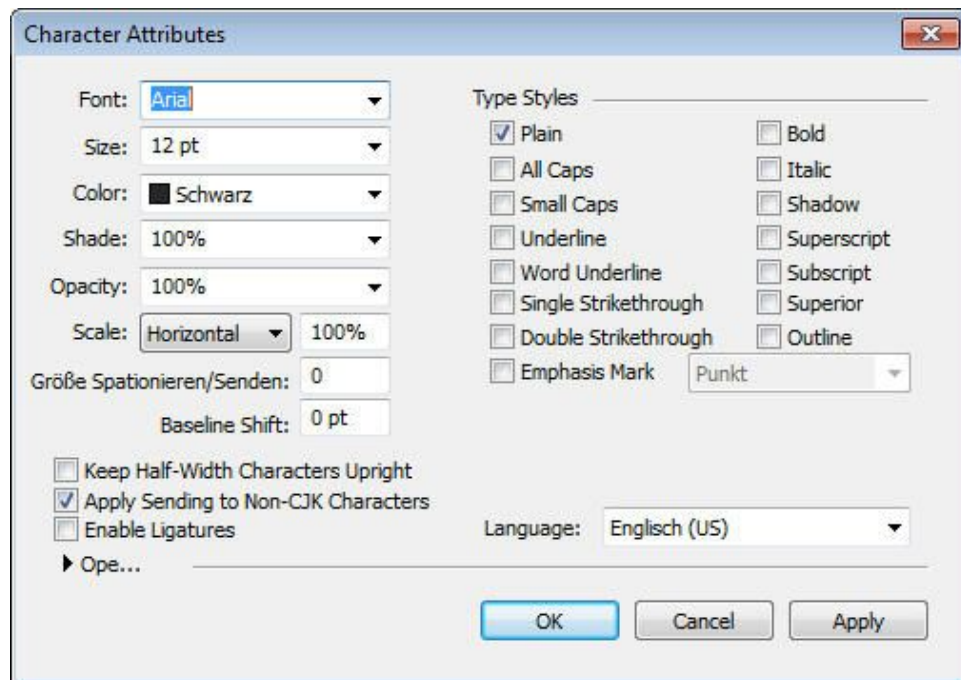 Character Attributes
Font: Arial
Size: 12 pt
Color: Schwarz
Shade: 100%
Opacity: 100%
Scale: Horizontal 100%
Größe Spationieren/Senden: 0
Baseline Shift: 0 pt
Keep Half-Width Characters Upright
Apply Sending to Non-CJK Characters
Enable Ligatures
Ope...
Type Styles
Plain Bold
All Caps Italic
Small Caps Shadow
Underline Superscript
Word Underline Subscript
Single Strikethrough Superior
Double Strikethrough Outline
Emphasis Mark Punkt
Language: Englisch (US)
OK Cancel Apply